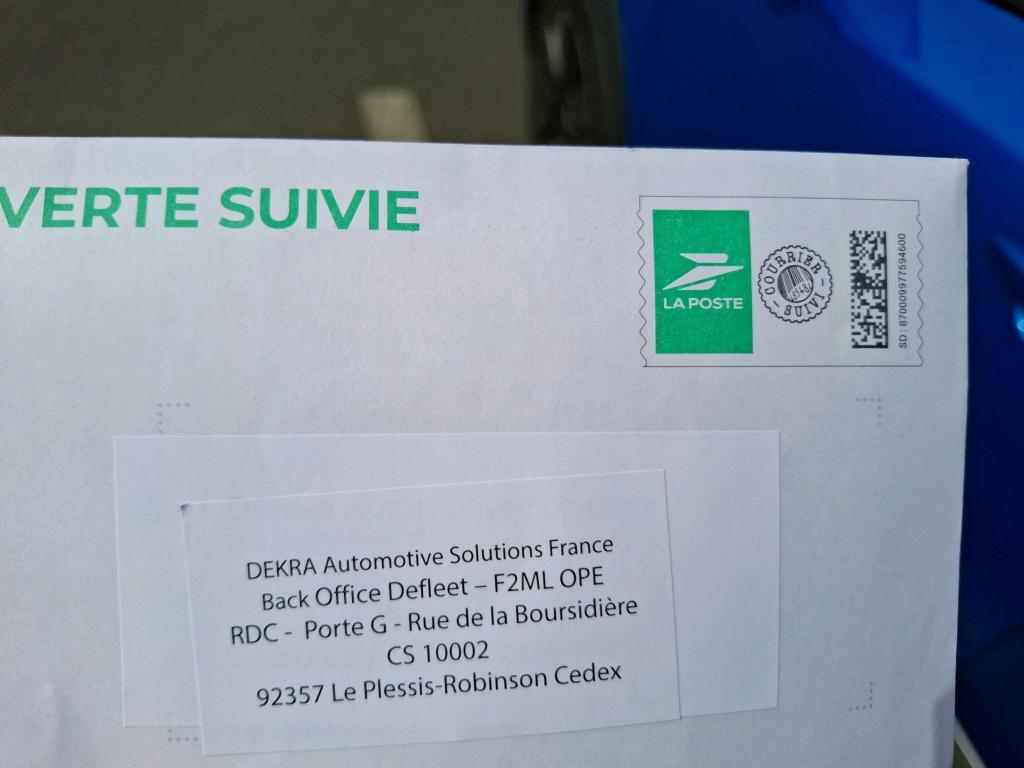 VERTE SUIVIE
LA POSTE
COURRIER
SUIVI
SD : 870009977594600
DEKRA Automotive Solutions France
Back Office Defleet – F2ML OPE
RDC - Porte G - Rue de la Boursidière
CS 10002
92357 Le Plessis-Robinson Cedex